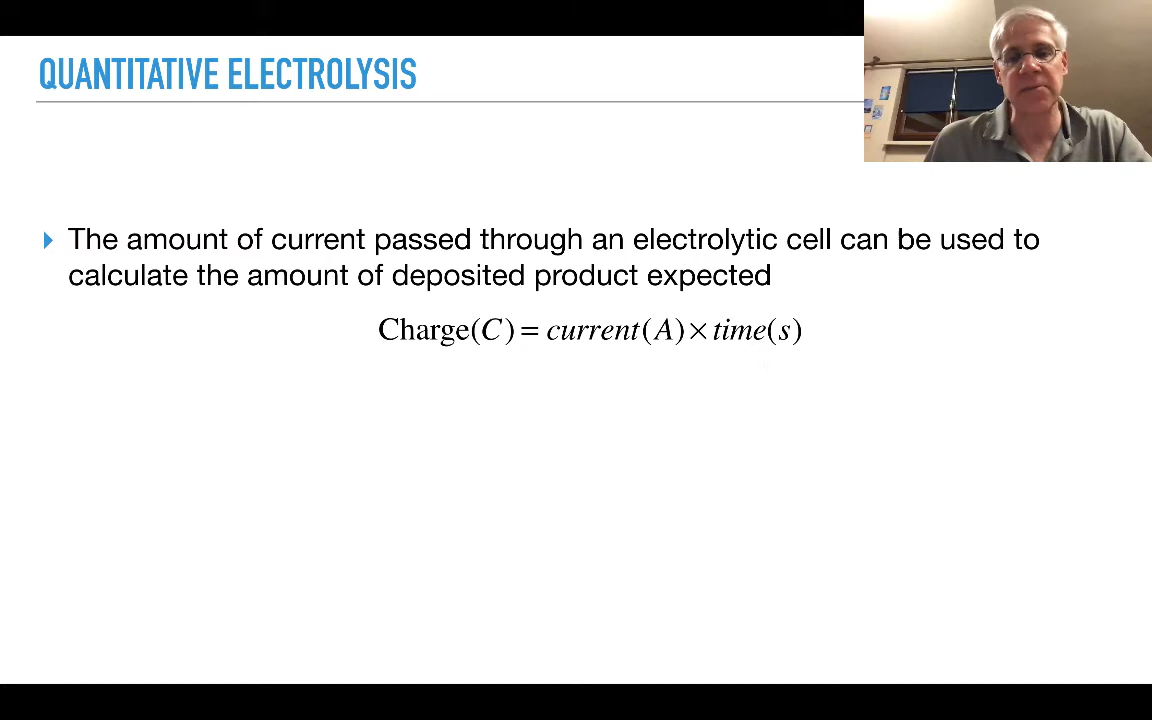 QUANTITATIVE ELECTROLYSIS
The amount of current passed through an electrolytic cell can be used to
calculate the amount of deposited product expected
Charge(C) = current(A) × time(s)